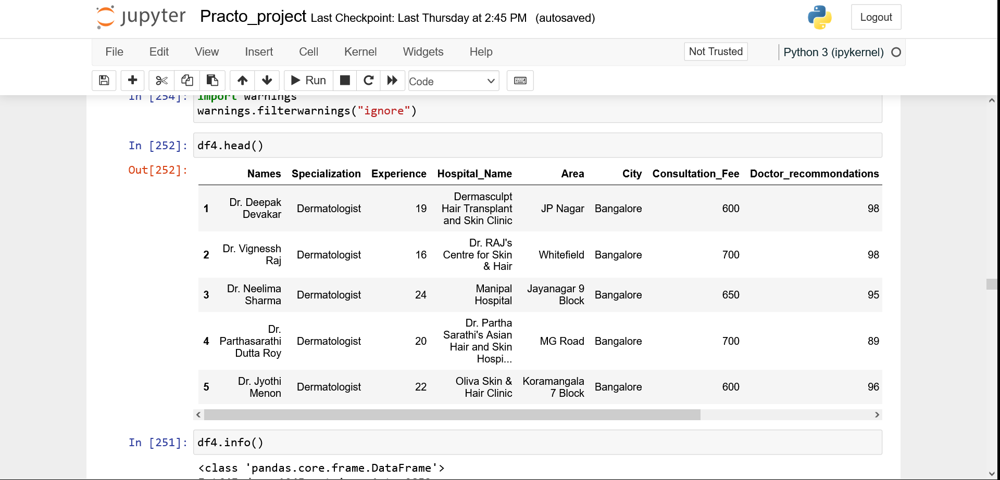 jupyter Practo_project Last Checkpoint: Last Thursday at 2:45 PM (autosaved) Logout
File Edit View Insert Cell Kernel Widgets Help Not Trusted Python 3 (ipykernel)
Run Code
In [254]: import warnings
warnings.filterwarnings("ignore")
In [252]: df4.head()
Out[252]:
Names Specialization Experience Hospital_Name Area City Consultation_Fee Doctor_recommondations
1 Dr. Deepak Devakar Dermatologist 19 Dermasculpt Hair Transplant and Skin Clinic JP Nagar Bangalore 600 98
2 Dr. Vignessh Raj Dermatologist 16 Dr. RAJ's Centre for Skin & Hair Whitefield Bangalore 700 98
3 Dr. Neelima Sharma Dermatologist 24 Manipal Hospital Jayanagar 9 Block Bangalore 650 95
4 Dr. Parthasarathi Dutta Roy Dermatologist 20 Dr. Partha Sarathi's Asian Hair and Skin Hospi... MG Road Bangalore 700 89
5 Dr. Jyothi Menon Dermatologist 22 Oliva Skin & Hair Clinic Koramangala 7 Block Bangalore 600 96
In [251]: df4.info()
<class 'pandas.core.frame.DataFrame'>